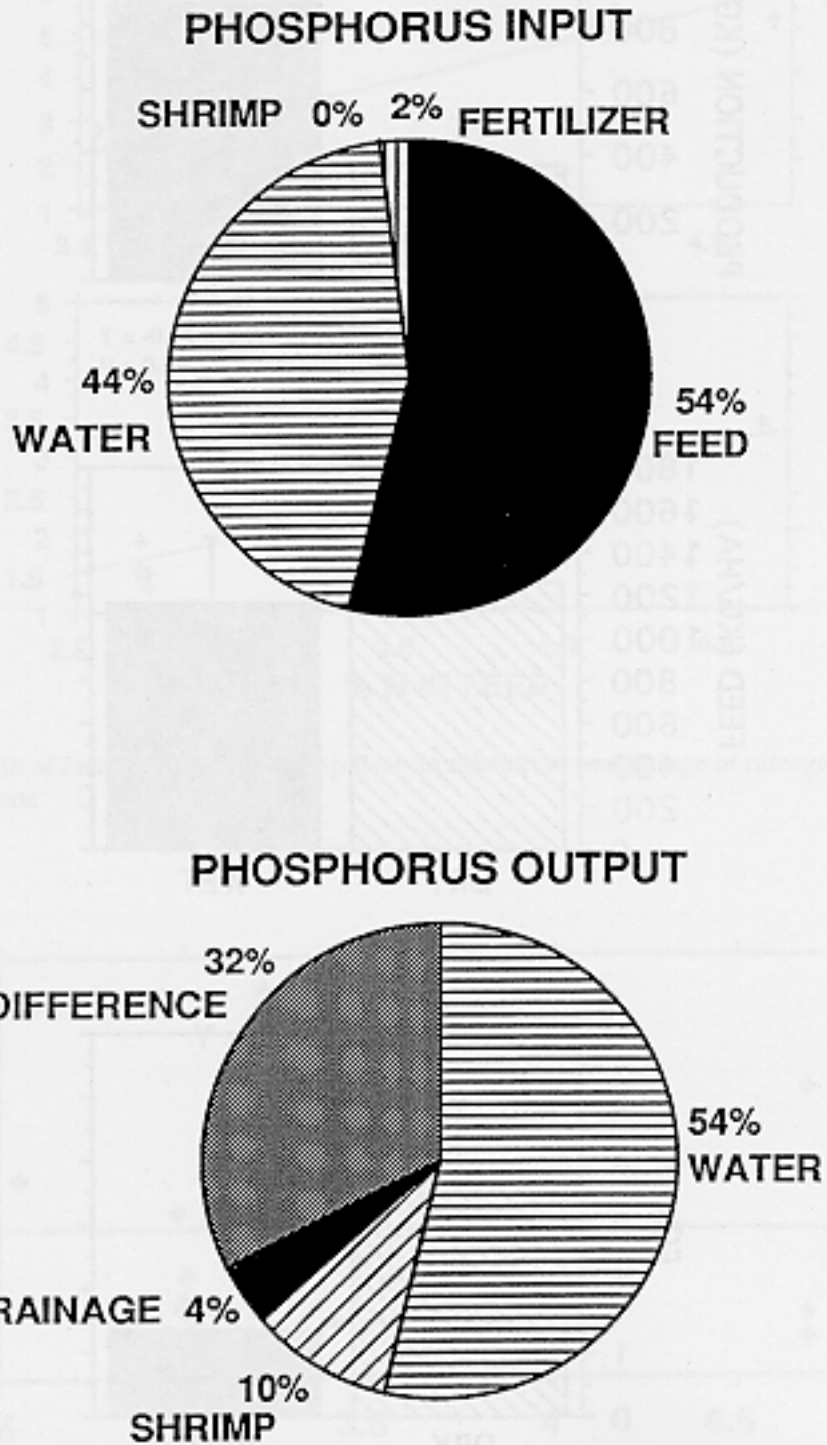 PHOSPHORUS INPUT
SHRIMP 0% 2% FERTILIZER
44%
WATER
54%
FEED
PHOSPHORUS OUTPUT
32%
DIFFERENCE
54%
WATER
RAINAGE 4%
10%
SHRIMP